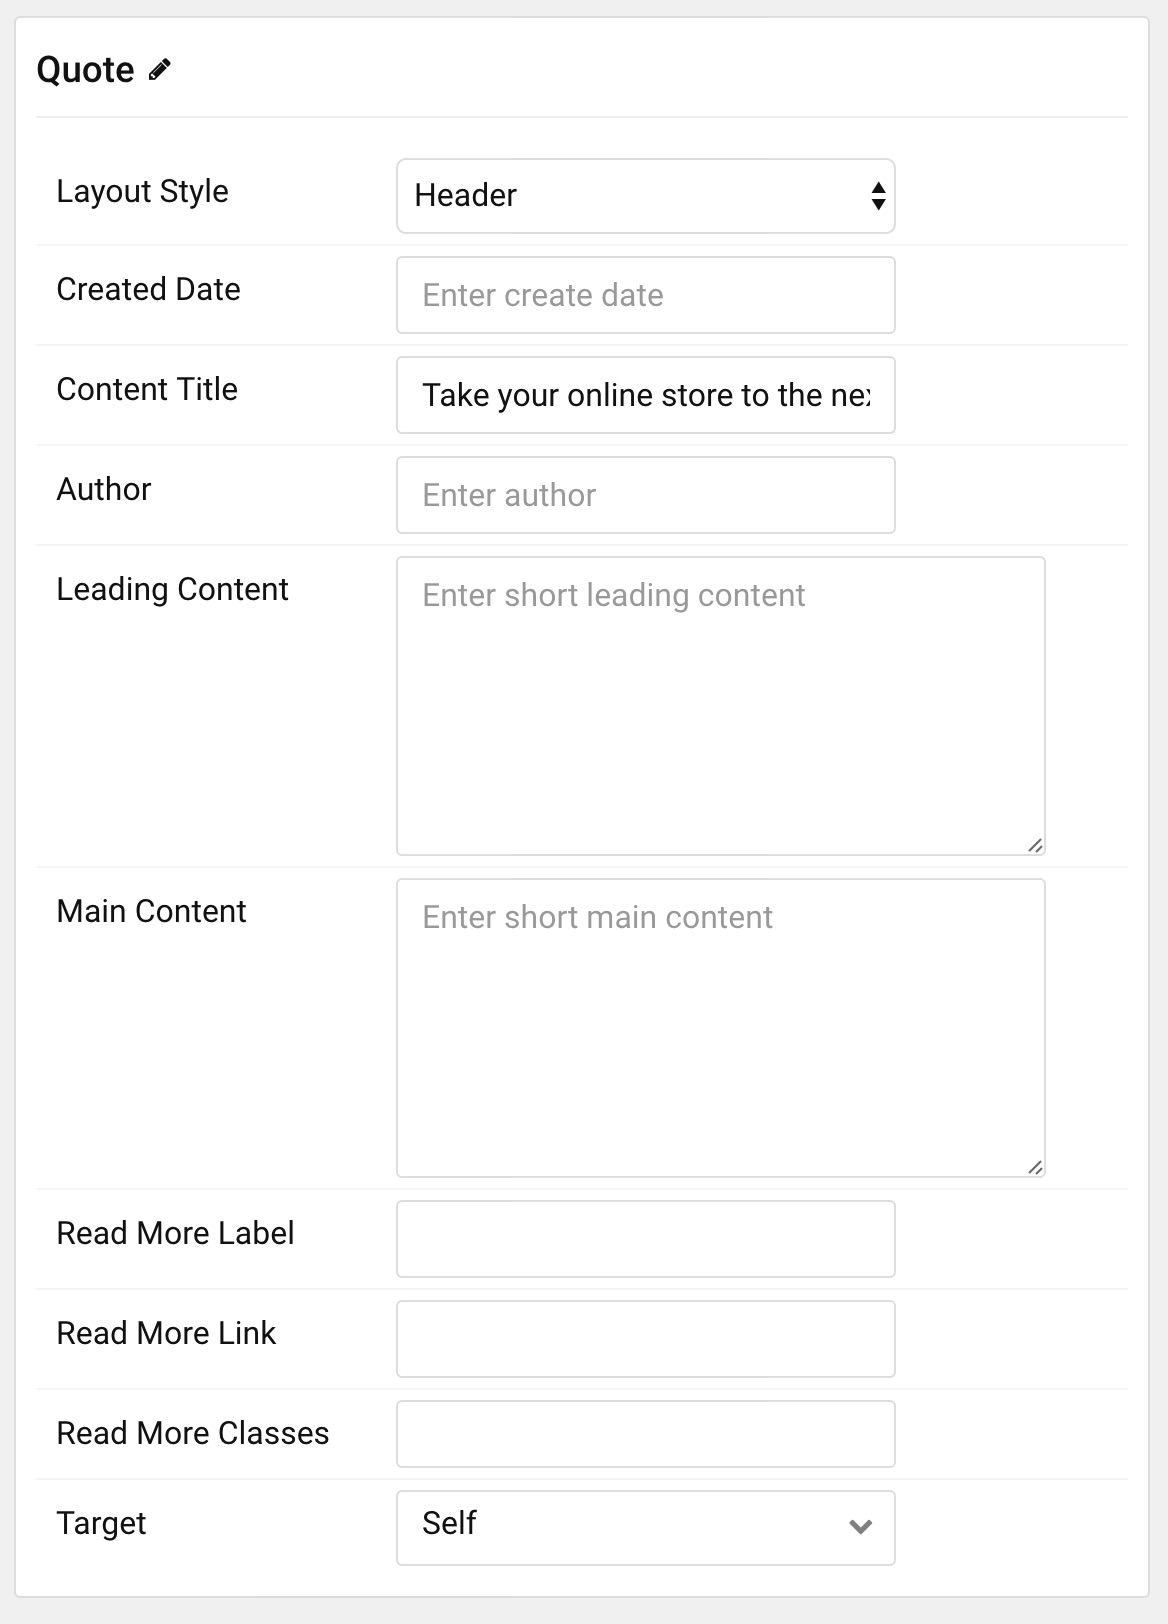 Quote
Layout Style
Header
Created Date
Enter create date
Content Title
Take your online store to the nex
Author
Enter author
Leading Content
Enter short leading content
Main Content
Enter short main content
Read More Label
Read More Link
Read More Classes
Target
Self